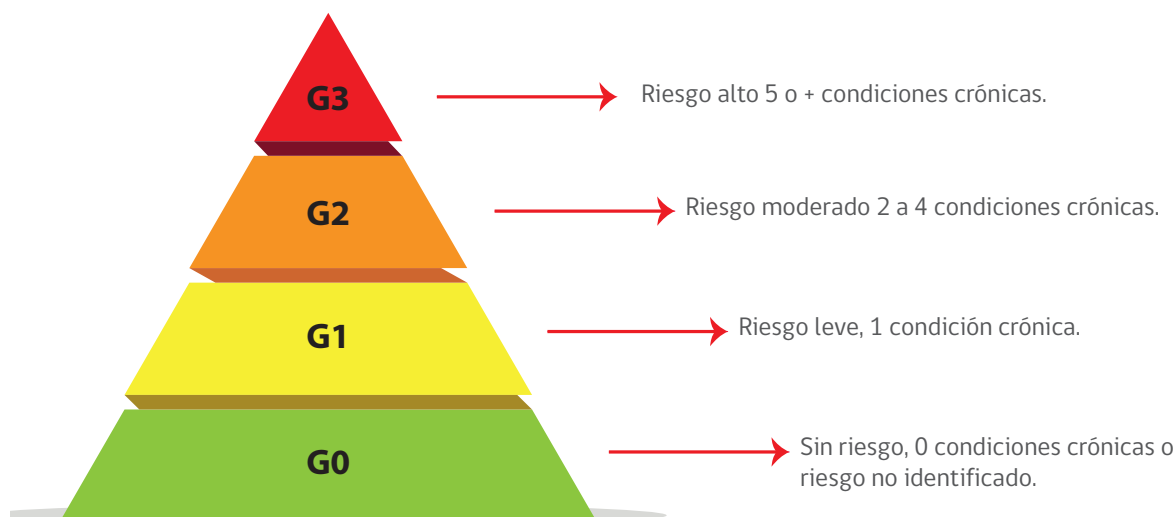 G3
Riesgo alto 5 o + condiciones crónicas.
G2
Riesgo moderado 2 a 4 condiciones crónicas.
G1
Riesgo leve, 1 condición crónica.
G0
Sin riesgo, 0 condiciones crónicas o
riesgo no identificado.